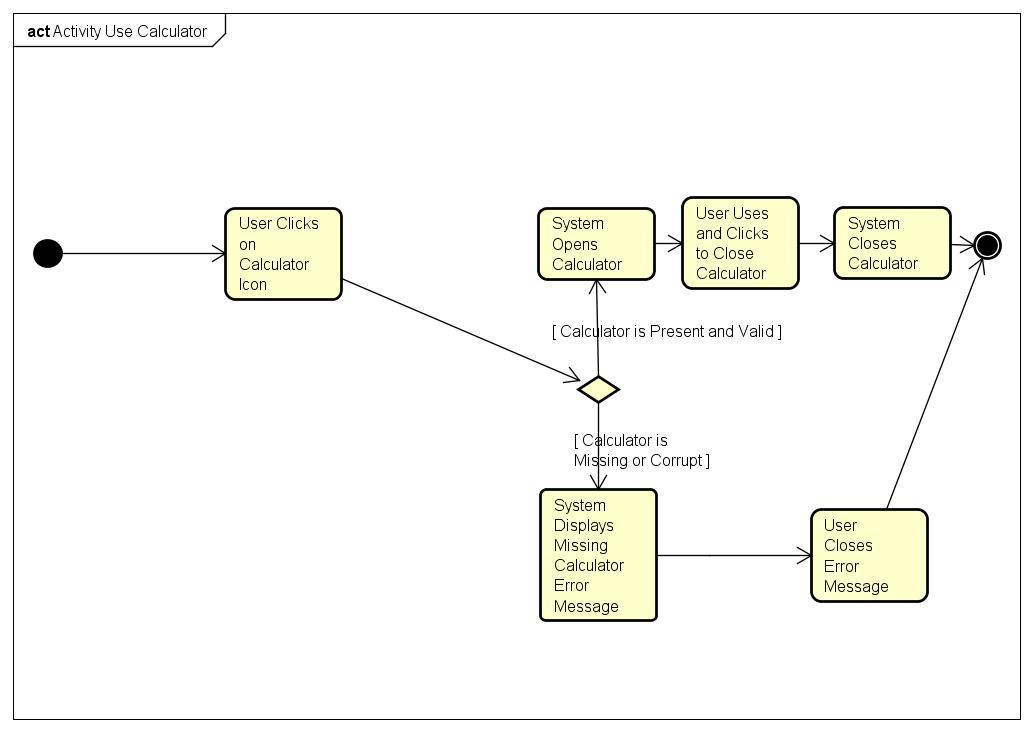 act Activity Use Calculator
User Clicks
on
Calculator
Icon
System
Opens
Calculator
User Uses
and Clicks
to Close
Calculator
System
Closes
Calculator
[ Calculator is Present and Valid ]
[ Calculator is
Missing or Corrupt ]
System
Displays
Missing
Calculator
Error
Message
User
Closes
Error
Message